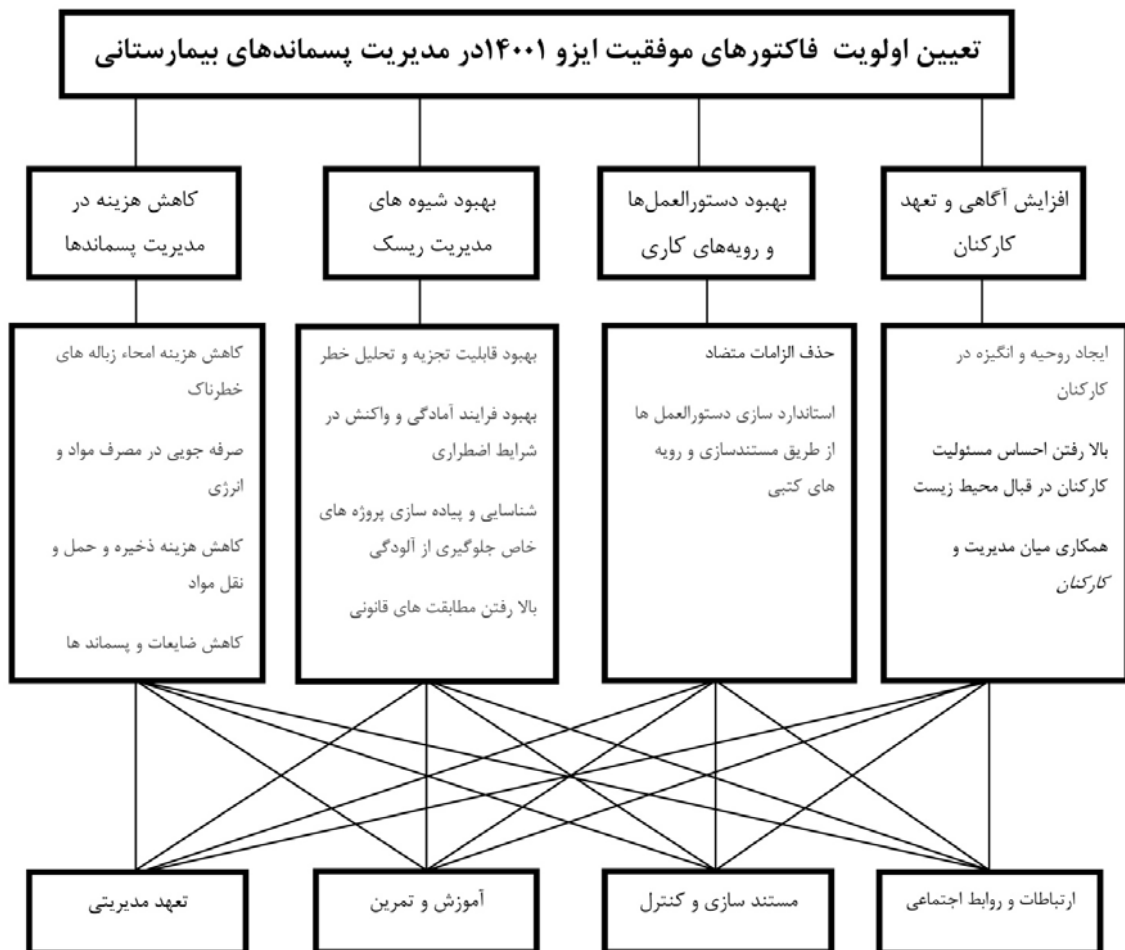 تعیین اولویت فاکتورهای موفقیت ایزو ۱۴۰۰۱در مدیریت پسماندهای بیمارستانی
افزایش آگاهی و تعهد
کارکنان
بهبود دستورالعمل‌ها
و رویه‌های کاری
بهبود شیوه های
مدیریت ریسک
کاهش هزینه در
مدیریت پسماندها
ایجاد روحیه و انگیزه در
کارکنان
بالا رفتن احساس مسئولیت
کارکنان در قبال محیط زیست
همکاری میان مدیریت و
کارکنان
حذف الزامات متضاد
استاندارد سازی دستورالعمل ها
از طریق مستندسازی و رویه
های کتبی
بهبود قابلیت تجزیه و تحلیل خطر
بهبود فرایند آمادگی و واکنش در
شرایط اضطراری
شناسایی و پیاده سازی پروژه های
خاص جلوگیری از آلودگی
بالا رفتن مطابقت های قانونی
کاهش هزینه امحاء زباله های
خطرناک
صرفه جویی در مصرف مواد و
انرژی
کاهش هزینه ذخیره و حمل و
نقل مواد
کاهش ضایعات و پسماند ها
ارتباطات و روابط اجتماعی
مستند سازی و کنترل
آموزش و تمرین
تعهد مدیریتی